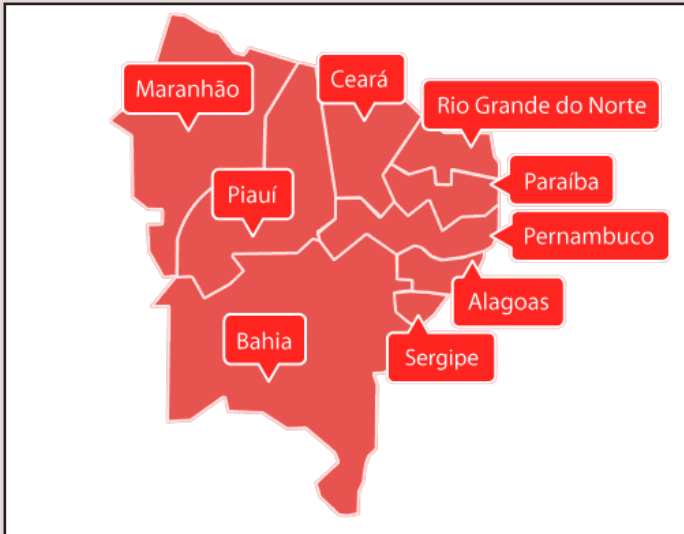 Maranhão
Ceará
Rio Grande do Norte
Piauí
Paraíba
Pernambuco
Alagoas
Bahia
Sergipe